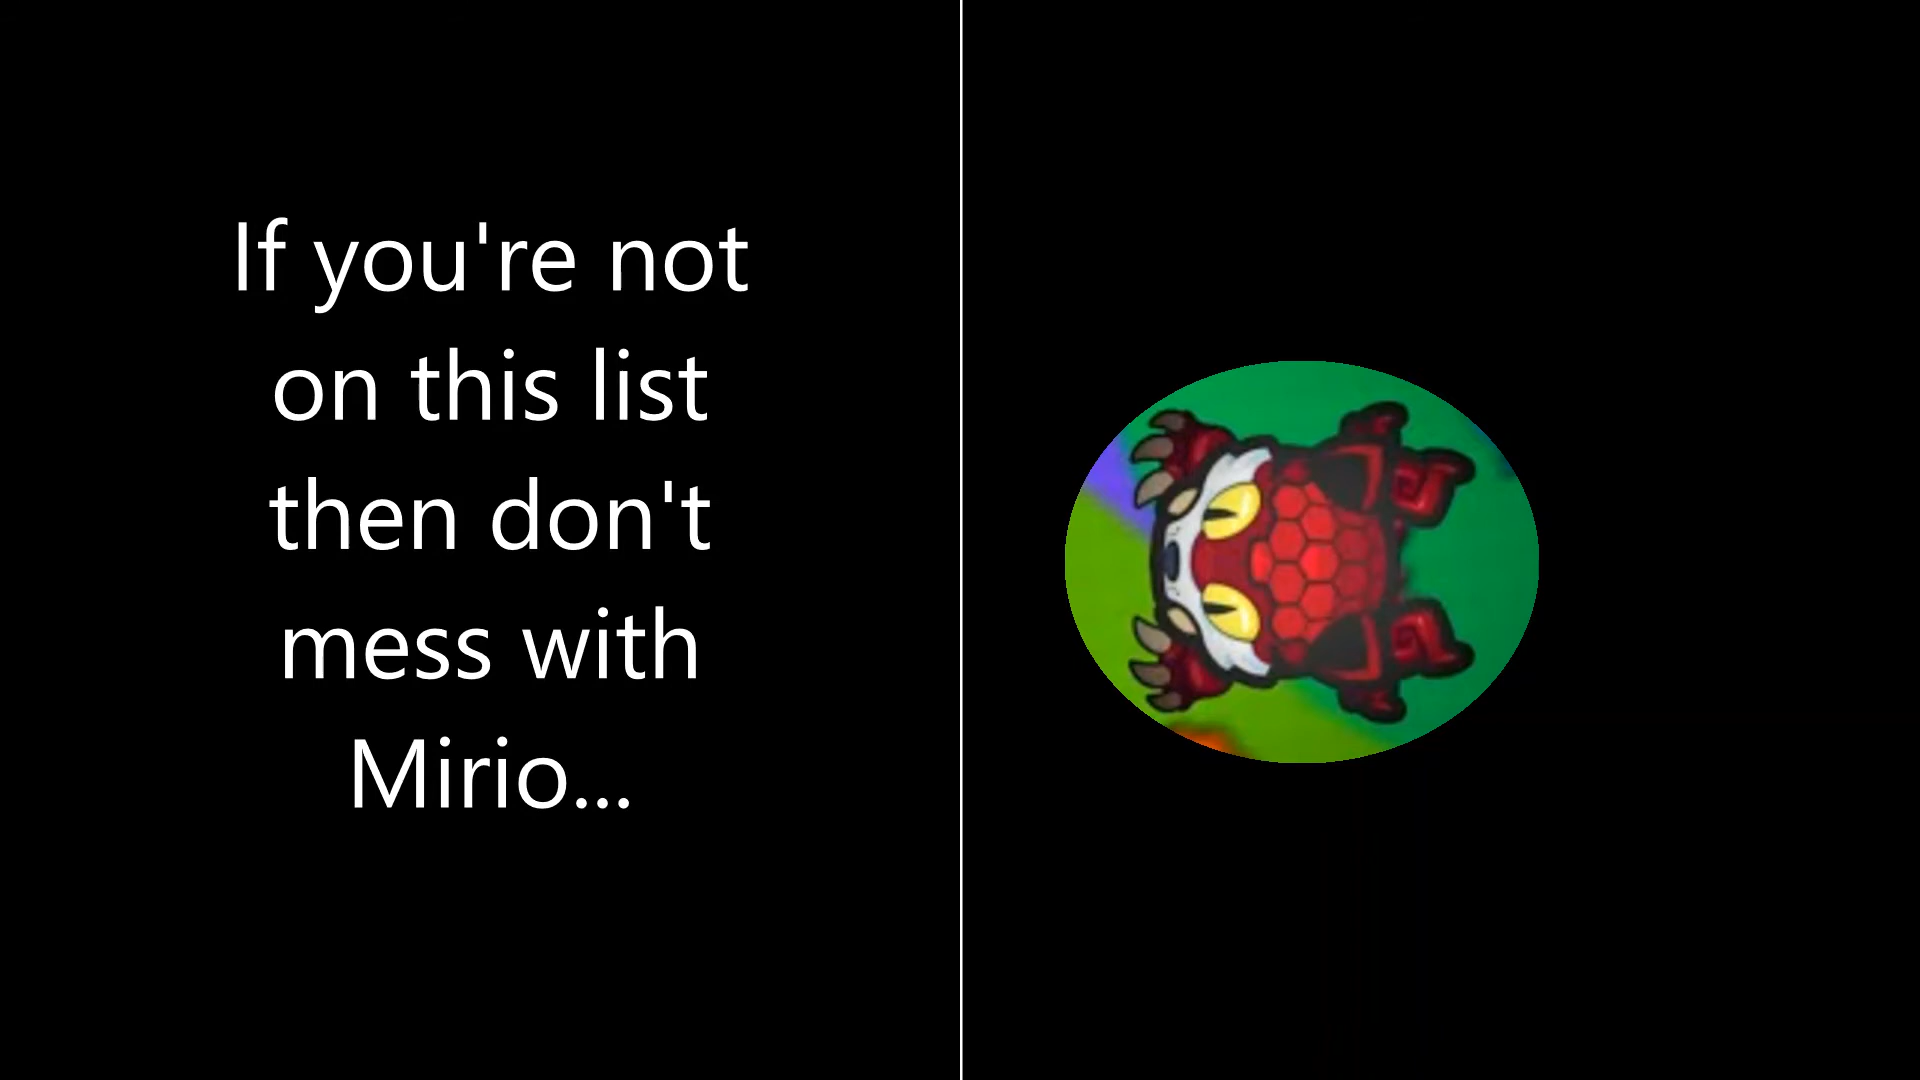 If you're not
on this list
then don't
mess with
Mirio...